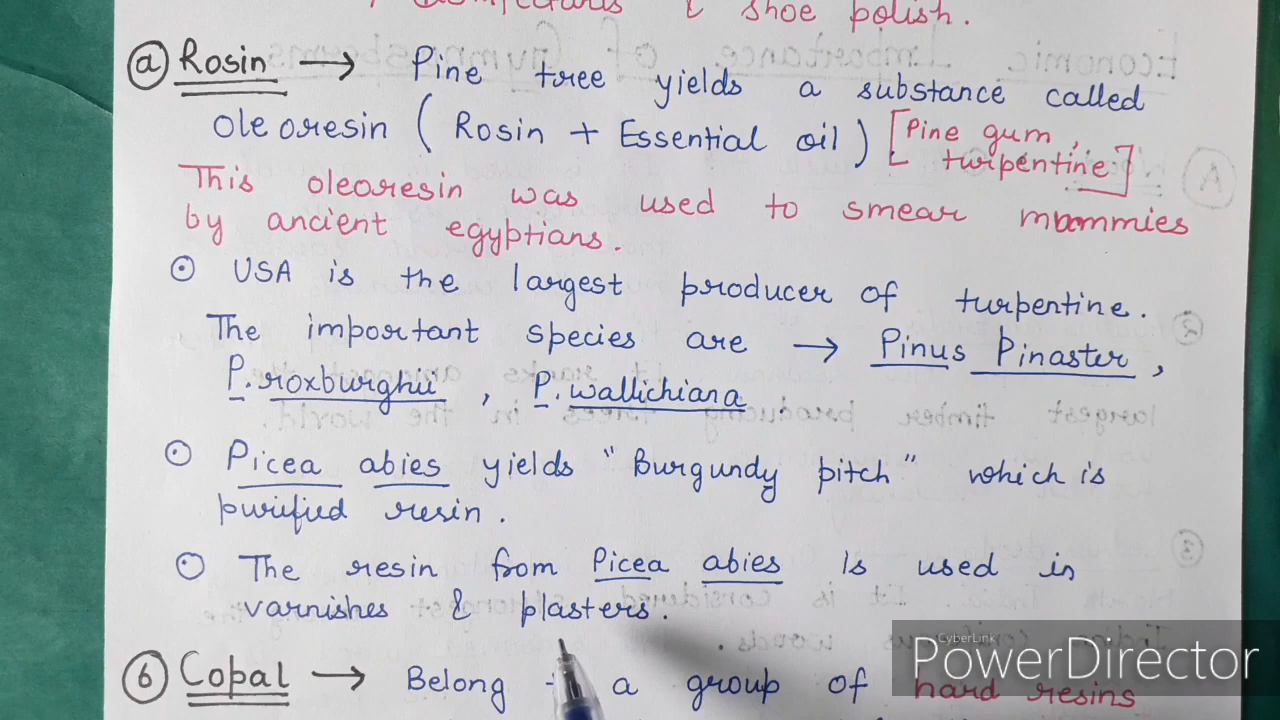 & shoe polish.
ⓐ Rosin → Pine tree yields a substance called
oleoresin ( Rosin + Essential oil ) [Pine gum,
turpentine]
This oleoresin was used to smear mummies
by ancient egyptians.
⊙ USA is the largest producer of turpentine.
The important species are → Pinus Pinaster,
P. roxburghii, P. wallichiana.
⊙ Picea abies yields "Burgundy pitch" which is
purified resin.
⊙ The resin from Picea abies is used in
varnishes & plasters.
ⓑ Copal → Belong a group of hard resins
CyberLink
PowerDirector